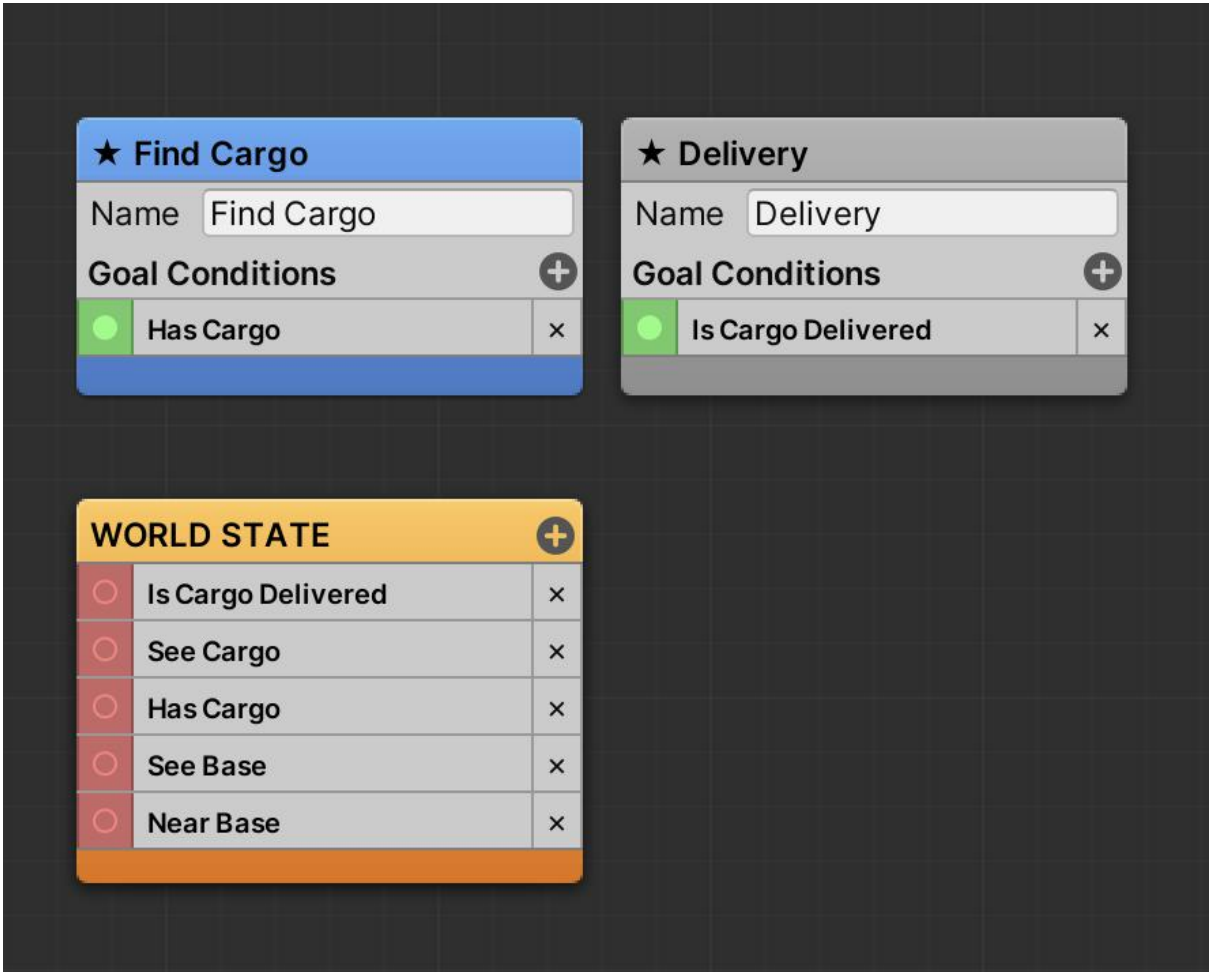 ★ Find Cargo
Name Find Cargo
Goal Conditions
Has Cargo ×
★ Delivery
Name Delivery
Goal Conditions
Is Cargo Delivered ×
WORLD STATE
Is Cargo Delivered ×
See Cargo ×
Has Cargo ×
See Base ×
Near Base ×